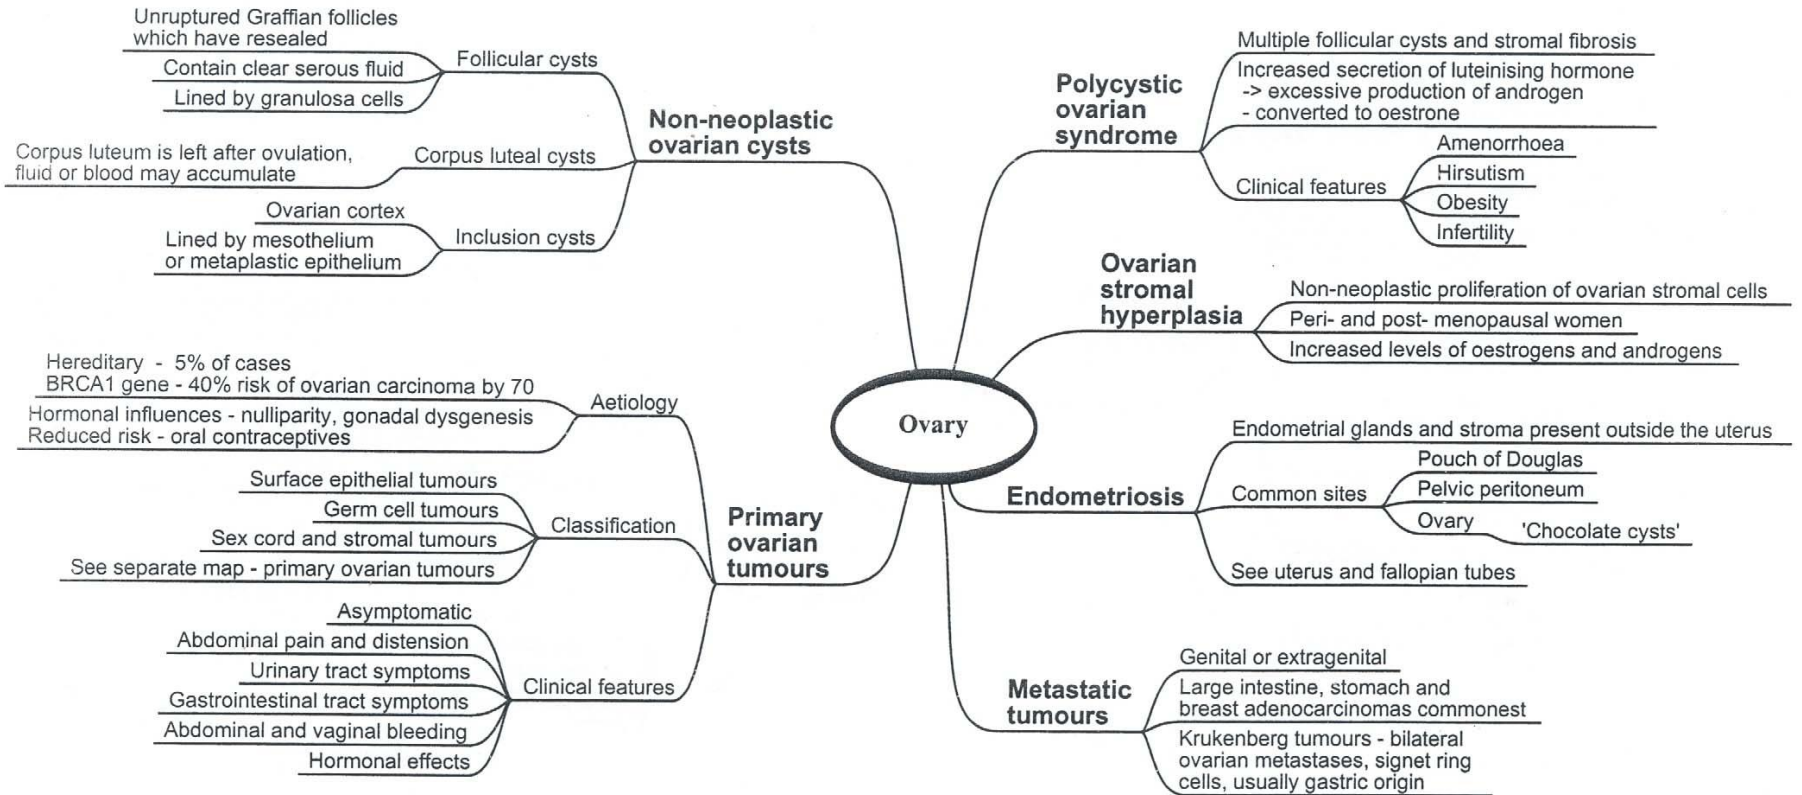 Unruptured Graffian follicles
which have resealed
Contain clear serous fluid
Lined by granulosa cells
Follicular cysts
Corpus luteum is left after ovulation,
fluid or blood may accumulate
Corpus luteal cysts
Ovarian cortex
Lined by mesothelium
or metaplastic epithelium
Inclusion cysts
Non-neoplastic
ovarian cysts
Hereditary - 5% of cases
BRCA1 gene - 40% risk of ovarian carcinoma by 70
Hormonal influences - nulliparity, gonadal dysgenesis
Reduced risk - oral contraceptives
Aetiology
Surface epithelial tumours
Germ cell tumours
Sex cord and stromal tumours
See separate map - primary ovarian tumours
Classification
Asymptomatic
Abdominal pain and distension
Urinary tract symptoms
Gastrointestinal tract symptoms
Abdominal and vaginal bleeding
Hormonal effects
Clinical features
Primary
ovarian
tumours
Ovary
Polycystic
ovarian
syndrome
Multiple follicular cysts and stromal fibrosis
Increased secretion of luteinising hormone
-> excessive production of androgen
- converted to oestrone
Clinical features
Amenorrhoea
Hirsutism
Obesity
Infertility
Ovarian
stromal
hyperplasia
Non-neoplastic proliferation of ovarian stromal cells
Peri- and post- menopausal women
Increased levels of oestrogens and androgens
Endometriosis
Endometrial glands and stroma present outside the uterus
Common sites
Pouch of Douglas
Pelvic peritoneum
Ovary
'Chocolate cysts'
See uterus and fallopian tubes
Metastatic
tumours
Genital or extragenital
Large intestine, stomach and
breast adenocarcinomas commonest
Krukenberg tumours - bilateral
ovarian metastases, signet ring
cells, usually gastric origin